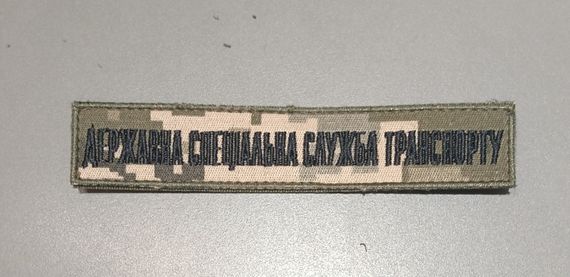 ДЕРЖАВНА СПЕЦІАЛЬНА СЛУЖБА ТРАНСПОРТУ